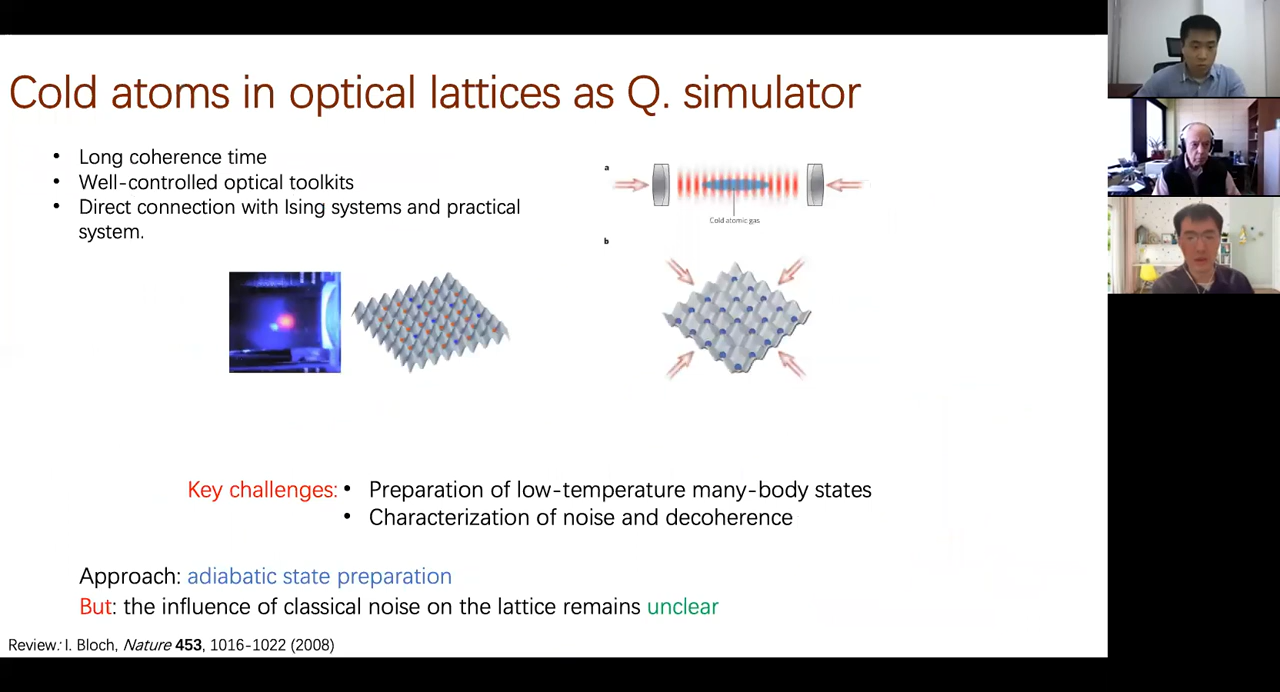 Cold atoms in optical lattices as Q. simulator
• Long coherence time
• Well-controlled optical toolkits
• Direct connection with Ising systems and practical
system.
a
Cold atomic gas
b
Key challenges: • Preparation of low-temperature many-body states
• Characterization of noise and decoherence
Approach: adiabatic state preparation
But: the influence of classical noise on the lattice remains unclear
Review: I. Bloch, Nature 453, 1016-1022 (2008)